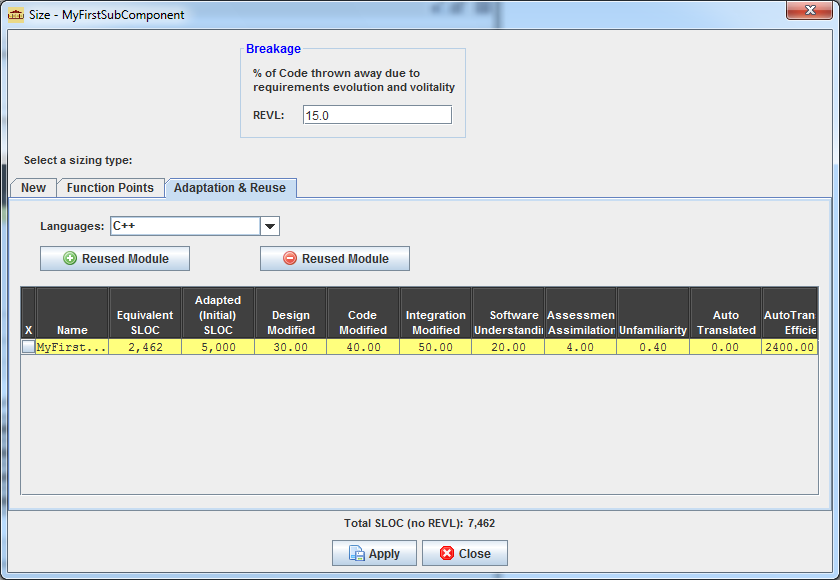 Size - MyFirstSubComponent
Breakage
% of Code thrown away due to
requirements evolution and volitality
REVL: 15.0
Select a sizing type:
New Function Points Adaptation & Reuse
Languages: C++
Reused Module Reused Module
X Name Equivalent SLOC Adapted (Initial) SLOC Design Modified Code Modified Integration Modified Software Understandin Assessmen Assimilation Unfamiliarity Auto Translated AutoTran Efficie
MyFirst... 2,462 5,000 30.00 40.00 50.00 20.00 4.00 0.40 0.00 2400.00
Total SLOC (no REVL): 7,462
Apply Close